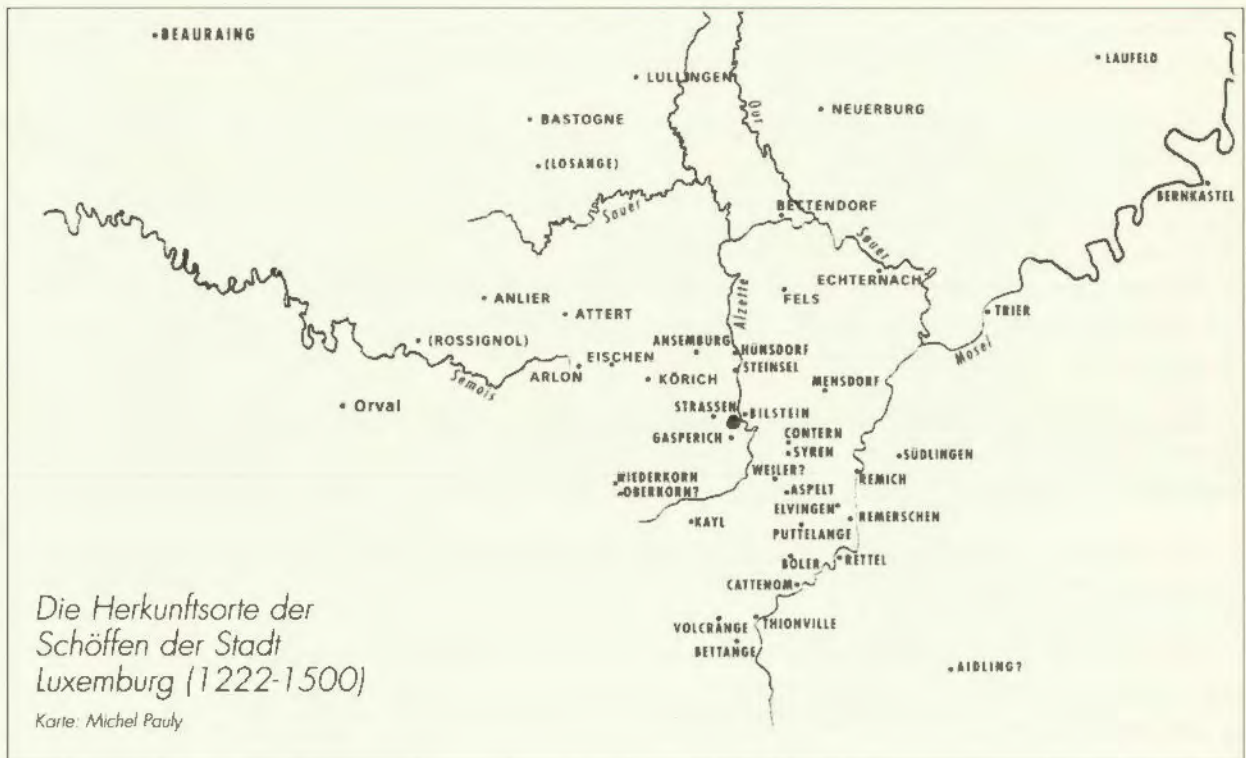 BEAURAING
LAUFELD
LULLINGEN
Our
NEUERBURG
BASTOGNE
(LOSANGE)
BERNKASTEL
Sauer
BETTENDORF
Sauer
ECHTERNACH
ANLIER
FELS
Alzette
ATTERT
TRIER
(ROSSIGNOL)
ANSEMBURG
HÜNSDORF
Mosel
EISCHEN
STEINSEL
ARLON
KÖRICH
MENSDORF
Semois
Orval
STRASSEN
BILSTEIN
GASPERICH
CONTERN
SYREN
SÜDLINGEN
WIEDERKORN
WEILER?
REMICH
OBERKORN?
ASPELT
ELVINGEN
KAYL
REMERSCHEN
PUTTELANGE
BOLER
RETTEL
CATTENOM
VOLCRANGE
THIONVILLE
BETTANGE
AIDLING?
Die Herkunftsorte der
Schöffen der Stadt
Luxemburg (1222-1500)
Karte: Michel Pauly